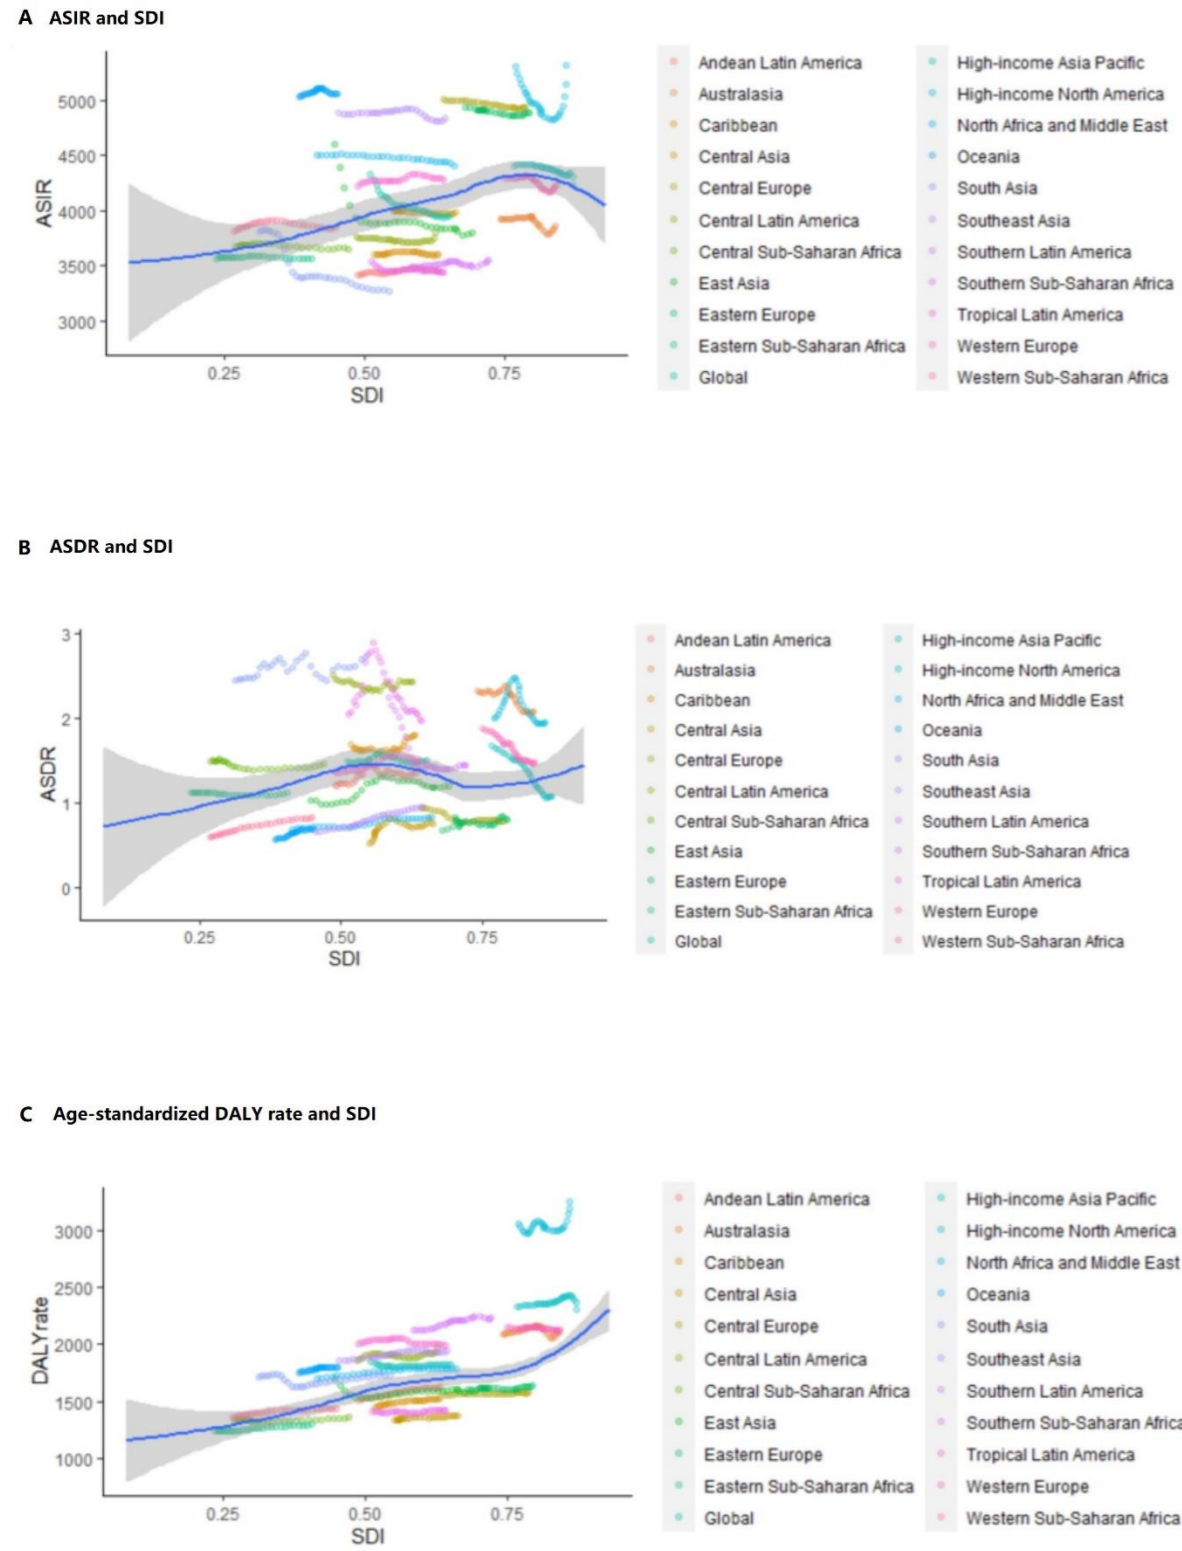 A ASIR and SDI
5000
4500
4000
3500
3000
ASIR
0.25 0.50 0.75
SDI
Andean Latin America
Australasia
Caribbean
Central Asia
Central Europe
Central Latin America
Central Sub-Saharan Africa
East Asia
Eastern Europe
Eastern Sub-Saharan Africa
Global
High-income Asia Pacific
High-income North America
North Africa and Middle East
Oceania
South Asia
Southeast Asia
Southern Latin America
Southern Sub-Saharan Africa
Tropical Latin America
Western Europe
Western Sub-Saharan Africa
B ASDR and SDI
3
2
1
0
ASDR
0.25 0.50 0.75
SDI
Andean Latin America
Australasia
Caribbean
Central Asia
Central Europe
Central Latin America
Central Sub-Saharan Africa
East Asia
Eastern Europe
Eastern Sub-Saharan Africa
Global
High-income Asia Pacific
High-income North America
North Africa and Middle East
Oceania
South Asia
Southeast Asia
Southern Latin America
Southern Sub-Saharan Africa
Tropical Latin America
Western Europe
Western Sub-Saharan Africa
C Age-standardized DALY rate and SDI
3000
2500
2000
1500
1000
DALYrate
0.25 0.50 0.75
SDI
Andean Latin America
Australasia
Caribbean
Central Asia
Central Europe
Central Latin America
Central Sub-Saharan Africa
East Asia
Eastern Europe
Eastern Sub-Saharan Africa
Global
High-income Asia Pacific
High-income North America
North Africa and Middle East
Oceania
South Asia
Southeast Asia
Southern Latin America
Southern Sub-Saharan Africa
Tropical Latin America
Western Europe
Western Sub-Saharan Africa